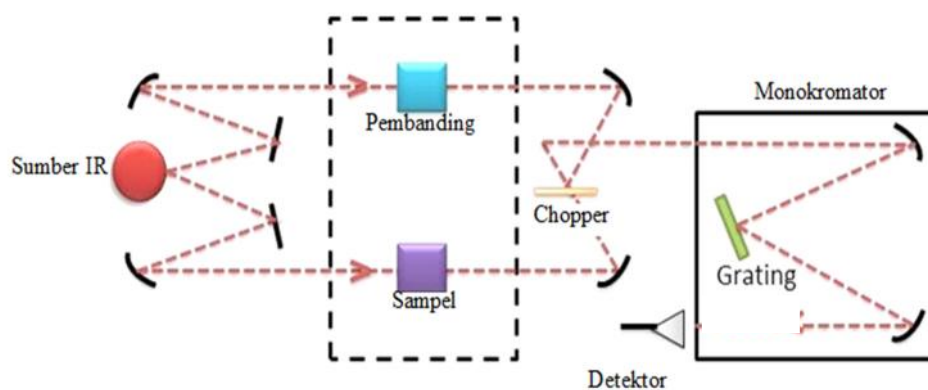 Monokromator
Pembanding
Sumber IR
Chopper
Grating
Sampel
Detektor